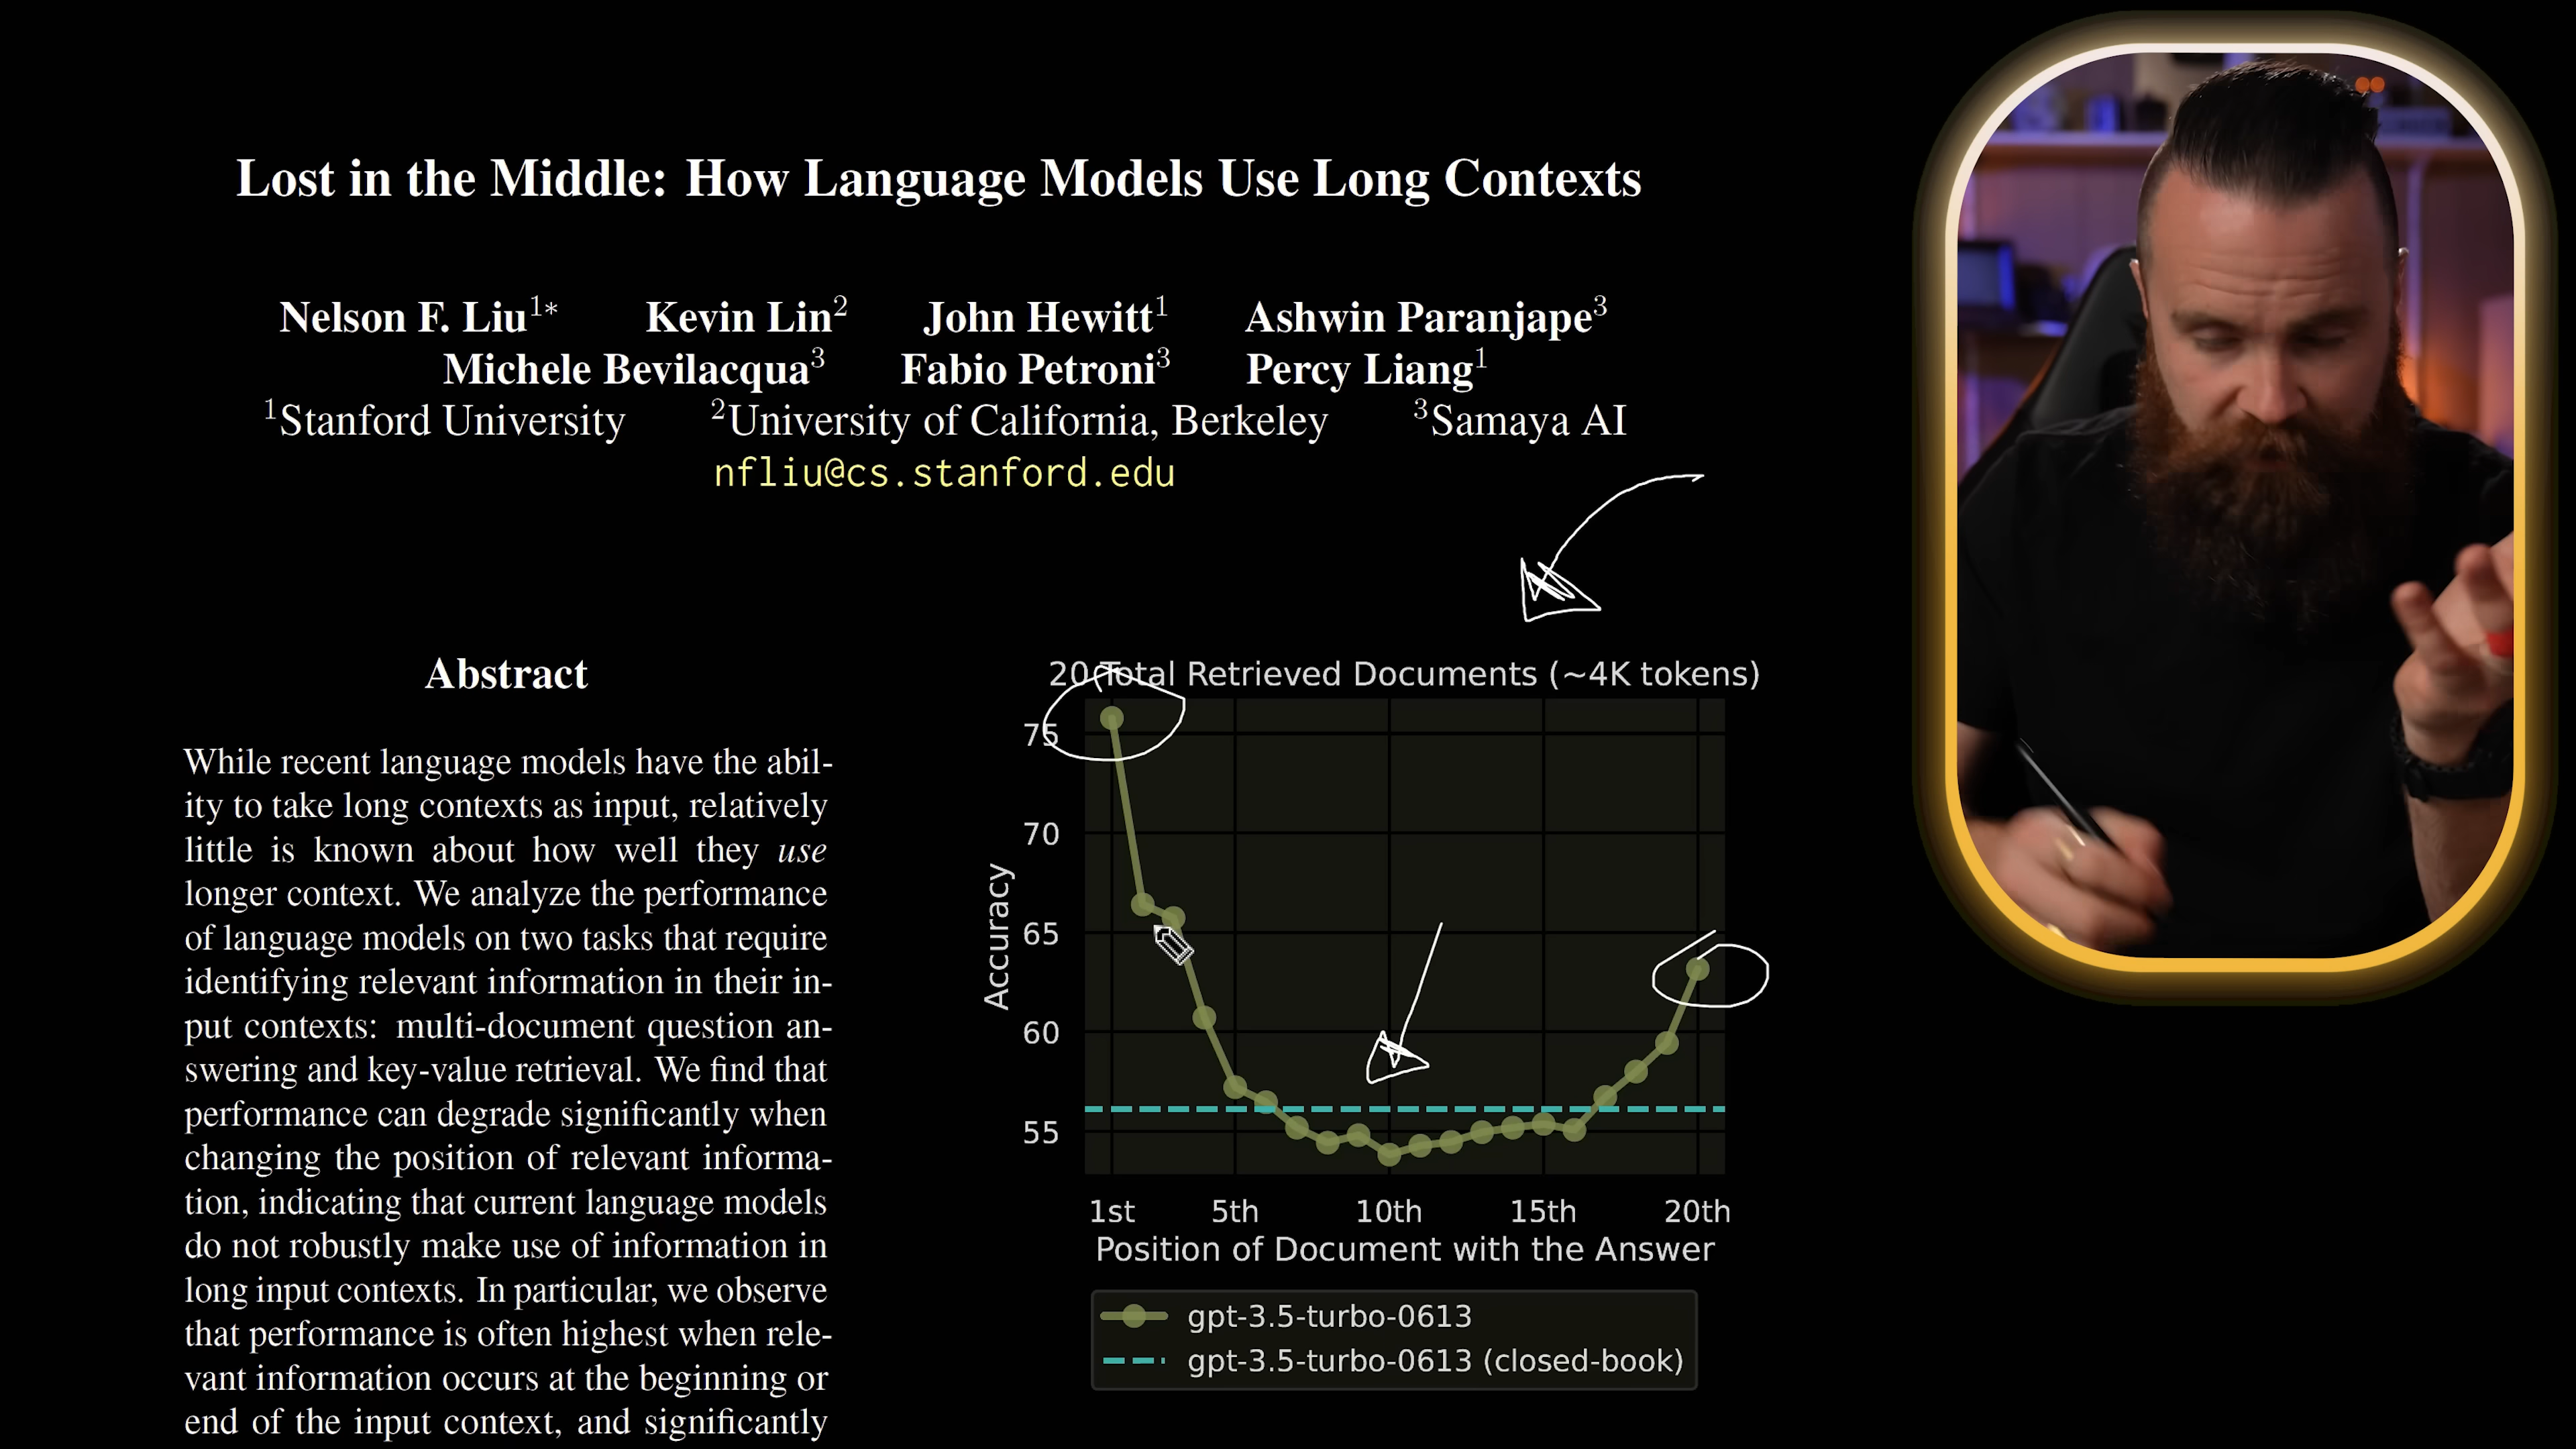 Lost in the Middle: How Language Models Use Long Contexts
Nelson F. Liu¹* Kevin Lin² John Hewitt¹ Ashwin Paranjape³
Michele Bevilacqua³ Fabio Petroni³ Percy Liang¹
¹Stanford University ²University of California, Berkeley ³Samaya AI
nfliu@cs.stanford.edu
Abstract
While recent language models have the abil-
ity to take long contexts as input, relatively
little is known about how well they use
longer context. We analyze the performance
of language models on two tasks that require
identifying relevant information in their in-
put contexts: multi-document question an-
swering and key-value retrieval. We find that
performance can degrade significantly when
changing the position of relevant informa-
tion, indicating that current language models
do not robustly make use of information in
long input contexts. In particular, we observe
that performance is often highest when rele-
vant information occurs at the beginning or
end of the input context, and significantly
20 Total Retrieved Documents (~4K tokens)
75
70
65
60
55
Accuracy
1st 5th 10th 15th 20th
Position of Document with the Answer
gpt-3.5-turbo-0613
gpt-3.5-turbo-0613 (closed-book)